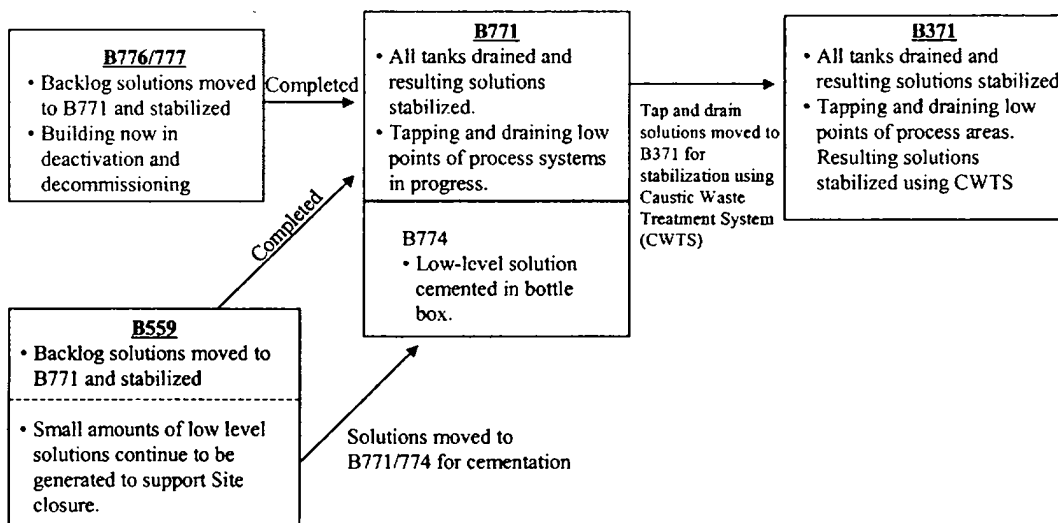 B776/777
• Backlog solutions moved
to B771 and stabilized
• Building now in
deactivation and
decommissioning
Completed
B771
• All tanks drained and
resulting solutions
stabilized.
• Tapping and draining low
points of process systems
in progress.
B774
• Low-level solution
cemented in bottle
box.
Tap and drain
solutions moved to
B371 for
stabilization using
Caustic Waste
Treatment System
(CWTS)
B371
• All tanks drained and
resulting solutions stabilized
• Tapping and draining low
points of process areas.
Resulting solutions
stabilized using CWTS
Completed
B559
• Backlog solutions moved to
B771 and stabilized
• Small amounts of low level
solutions continue to be
generated to support Site
closure.
Solutions moved to
B771/774 for cementation